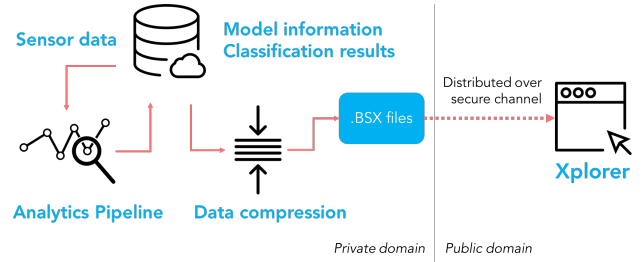 Sensor data
Model information
Classification results
Analytics Pipeline
Data compression
.BSX files
Distributed over
secure channel
Xplorer
Private domain
Public domain